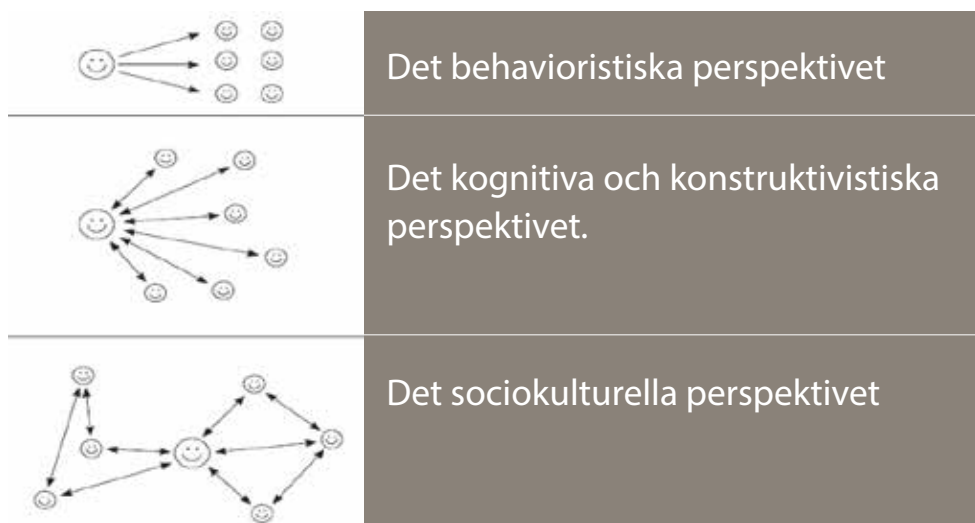 Det behavioristiska perspektivet
Det kognitiva och konstruktivistiska
perspektivet.
Det sociokulturella perspektivet